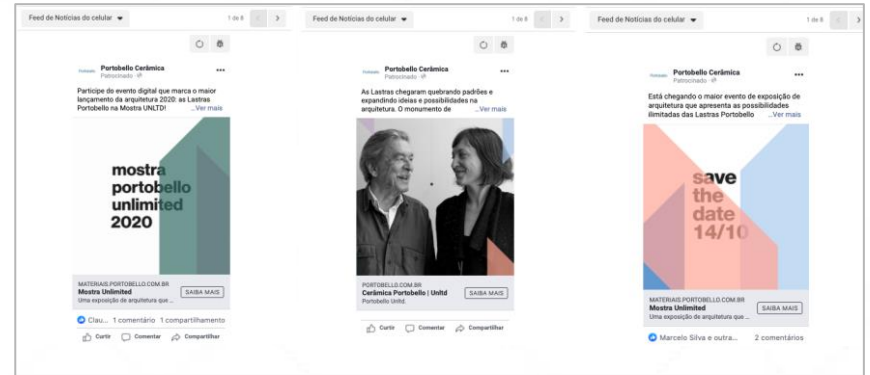 Feed de Notícias do celular
1 de 8
Portobello Cerâmica
Patrocinado
Participe do evento digital que marca o maior
lançamento da arquitetura 2020: as Lastras
Portobello na Mostra UNLTD! ...Ver mais
mostra
portobello
unlimited
2020
MATERIAIS.PORTOBELLO.COM.BR
Mostra Unlimited
Uma exposição de arquitetura que ...
SAIBA MAIS
Clau... 1 comentário 1 compartilhamento
Curtir Comentar Compartilhar
Feed de Notícias do celular
1 de 8
Portobello Cerâmica
Patrocinado
As Lastras chegaram quebrando padrões e
expandindo ideias e possibilidades na
arquitetura. O monumento de ...Ver mais
PORTOBELLO.COM.BR
Cerâmica Portobello | Unltd
Portobello Unltd.
SAIBA MAIS
Curtir Comentar Compartilhar
Feed de Notícias do celular
1 de 8
Portobello Cerâmica
Patrocinado
Está chegando o maior evento de exposição de
arquitetura que apresenta as possibilidades
ilimitadas das Lastras Portobello ...Ver mais
save
the
date
14/10
MATERIAIS.PORTOBELLO.COM.BR
Mostra Unlimited
Uma exposição de arquitetura que ...
SAIBA MAIS
Marcelo Silva e outra... 2 comentários